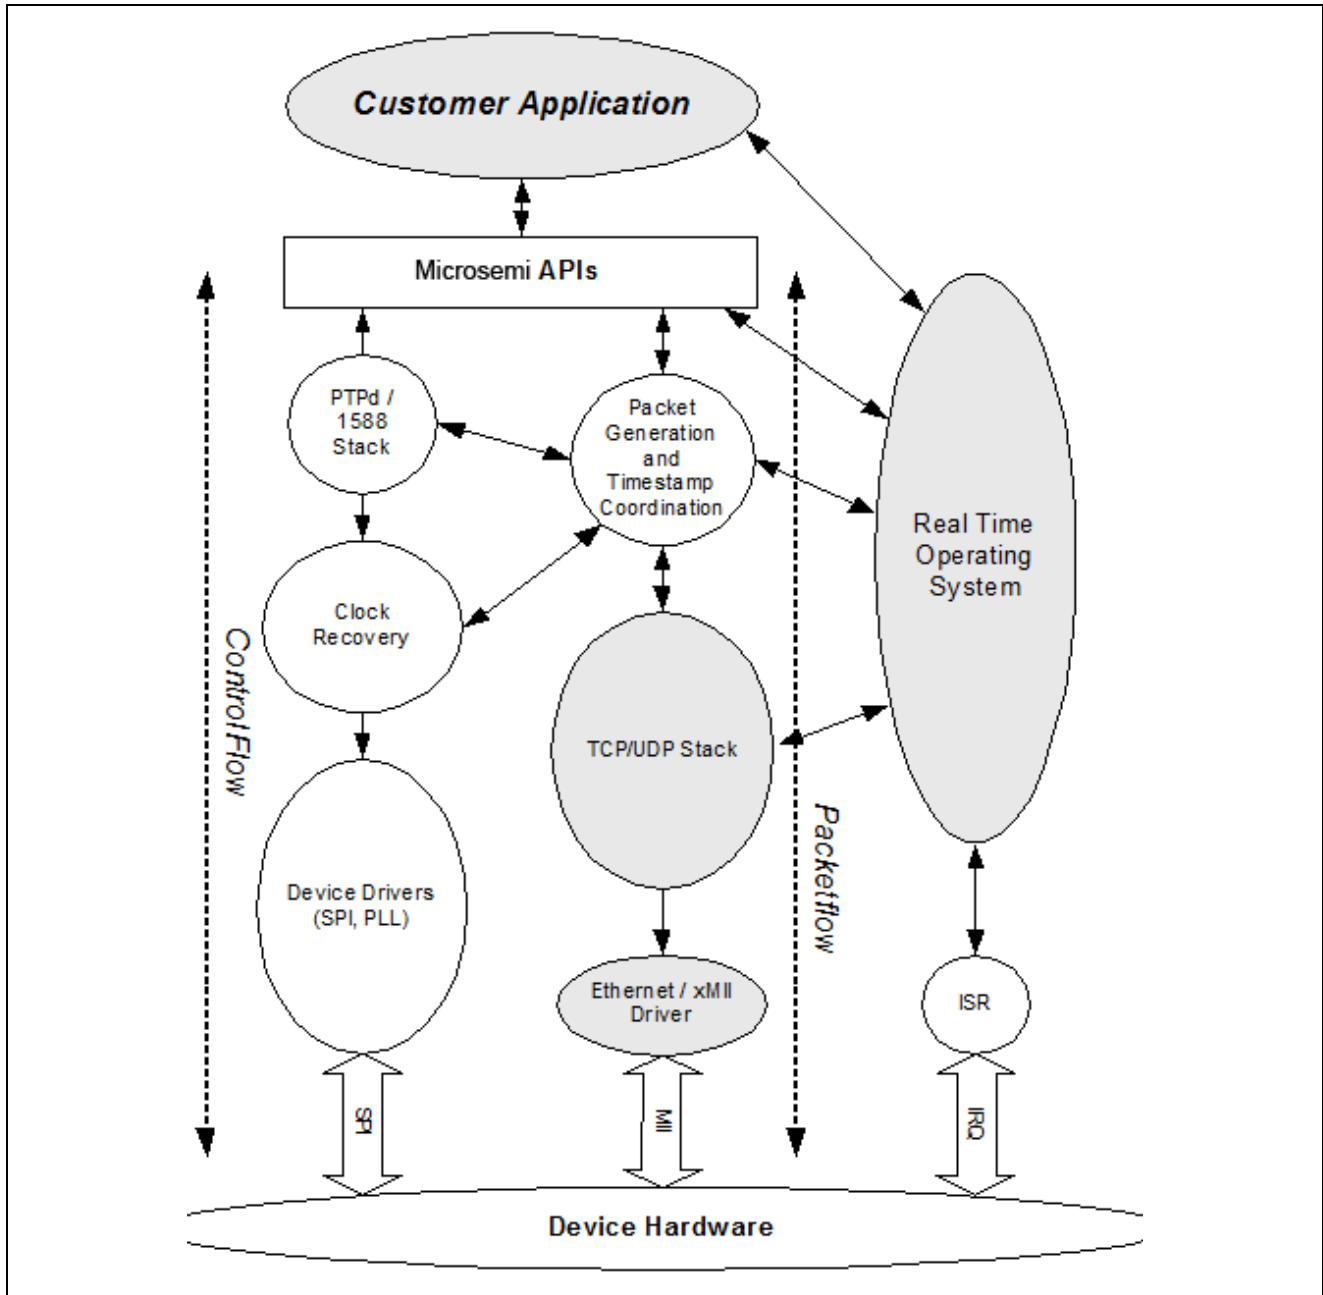 Customer Application
Microsemi APIs
PTPd /
1588
Stack
Packet
Generation
and
Timestamp
Coordination
Real Time
Operating
System
Clock
Recovery
Control Flow
TCP/UDP Stack
Packet flow
Device Drivers
(SPI, PLL)
Ethernet / xMII
Driver
ISR
SPI
MII
IRQ
Device Hardware